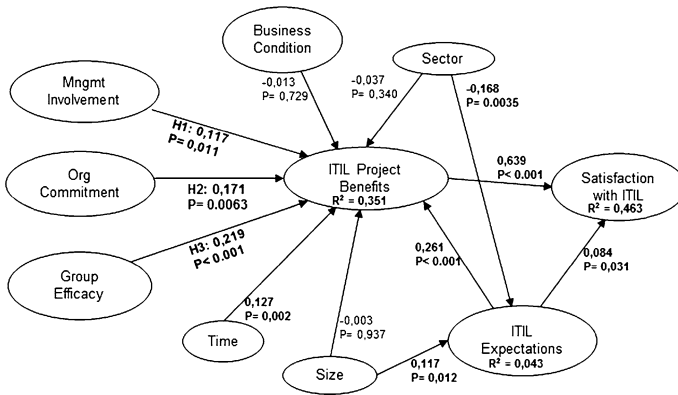 Business
Condition
Sector
Mngmt
Involvement
-0,013
P= 0,729
-0,037
P= 0,340
-0,168
P= 0.0035
H1: 0,117
P= 0,011
Org
Commitment
H2: 0,171
P= 0.0063
ITIL Project
Benefits
R² = 0,351
0,639
P< 0.001
Satisfaction
with ITIL
R² = 0,463
H3: 0,219
P< 0.001
Group
Efficacy
0,261
P< 0.001
0,084
P= 0,031
0,127
P= 0,002
-0,003
P = 0,937
Time
ITIL
Expectations
R² = 0,043
Size
0,117
P= 0,012